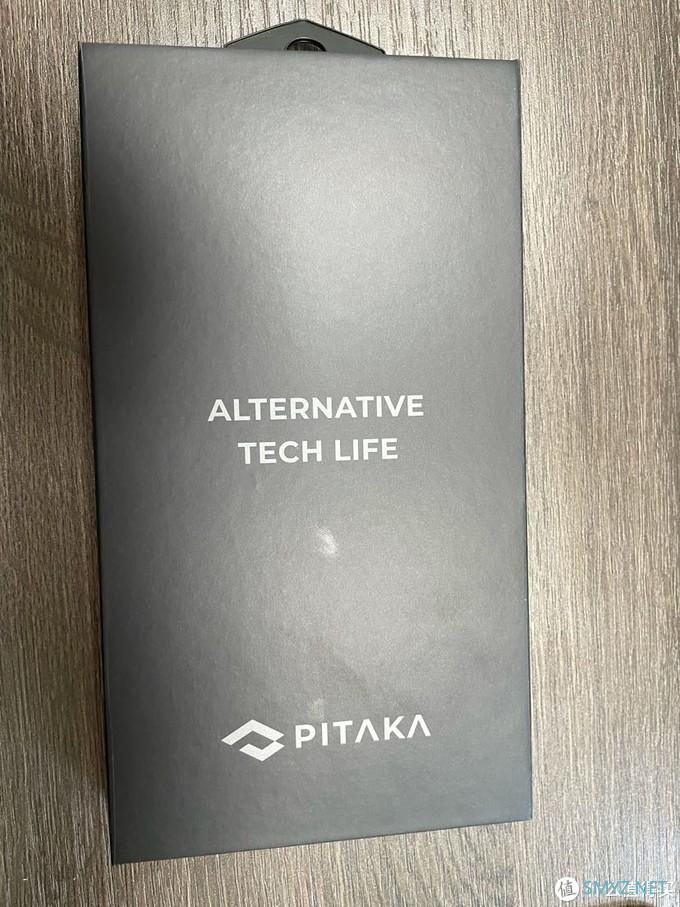 ALTERNATIVE
TECH LIFE
PITAKA
值 SMYZ.NET